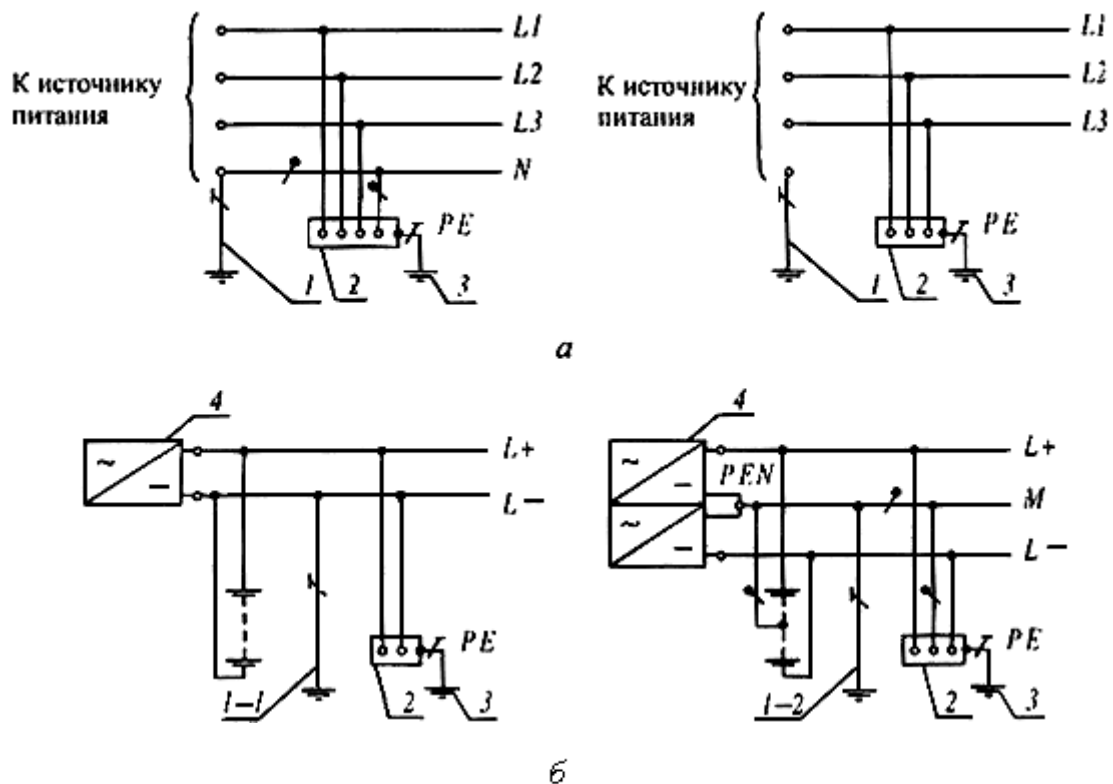 L1
L2
К источнику
питания
L3
N
PE
1
2
3
L1
L2
К источнику
питания
L3
PE
1
2
3
а
4
~
−
L+
L−
PE
1−1
2
3
4
~
−
~
−
PEN
L+
M
L−
PE
1−2
2
3
б